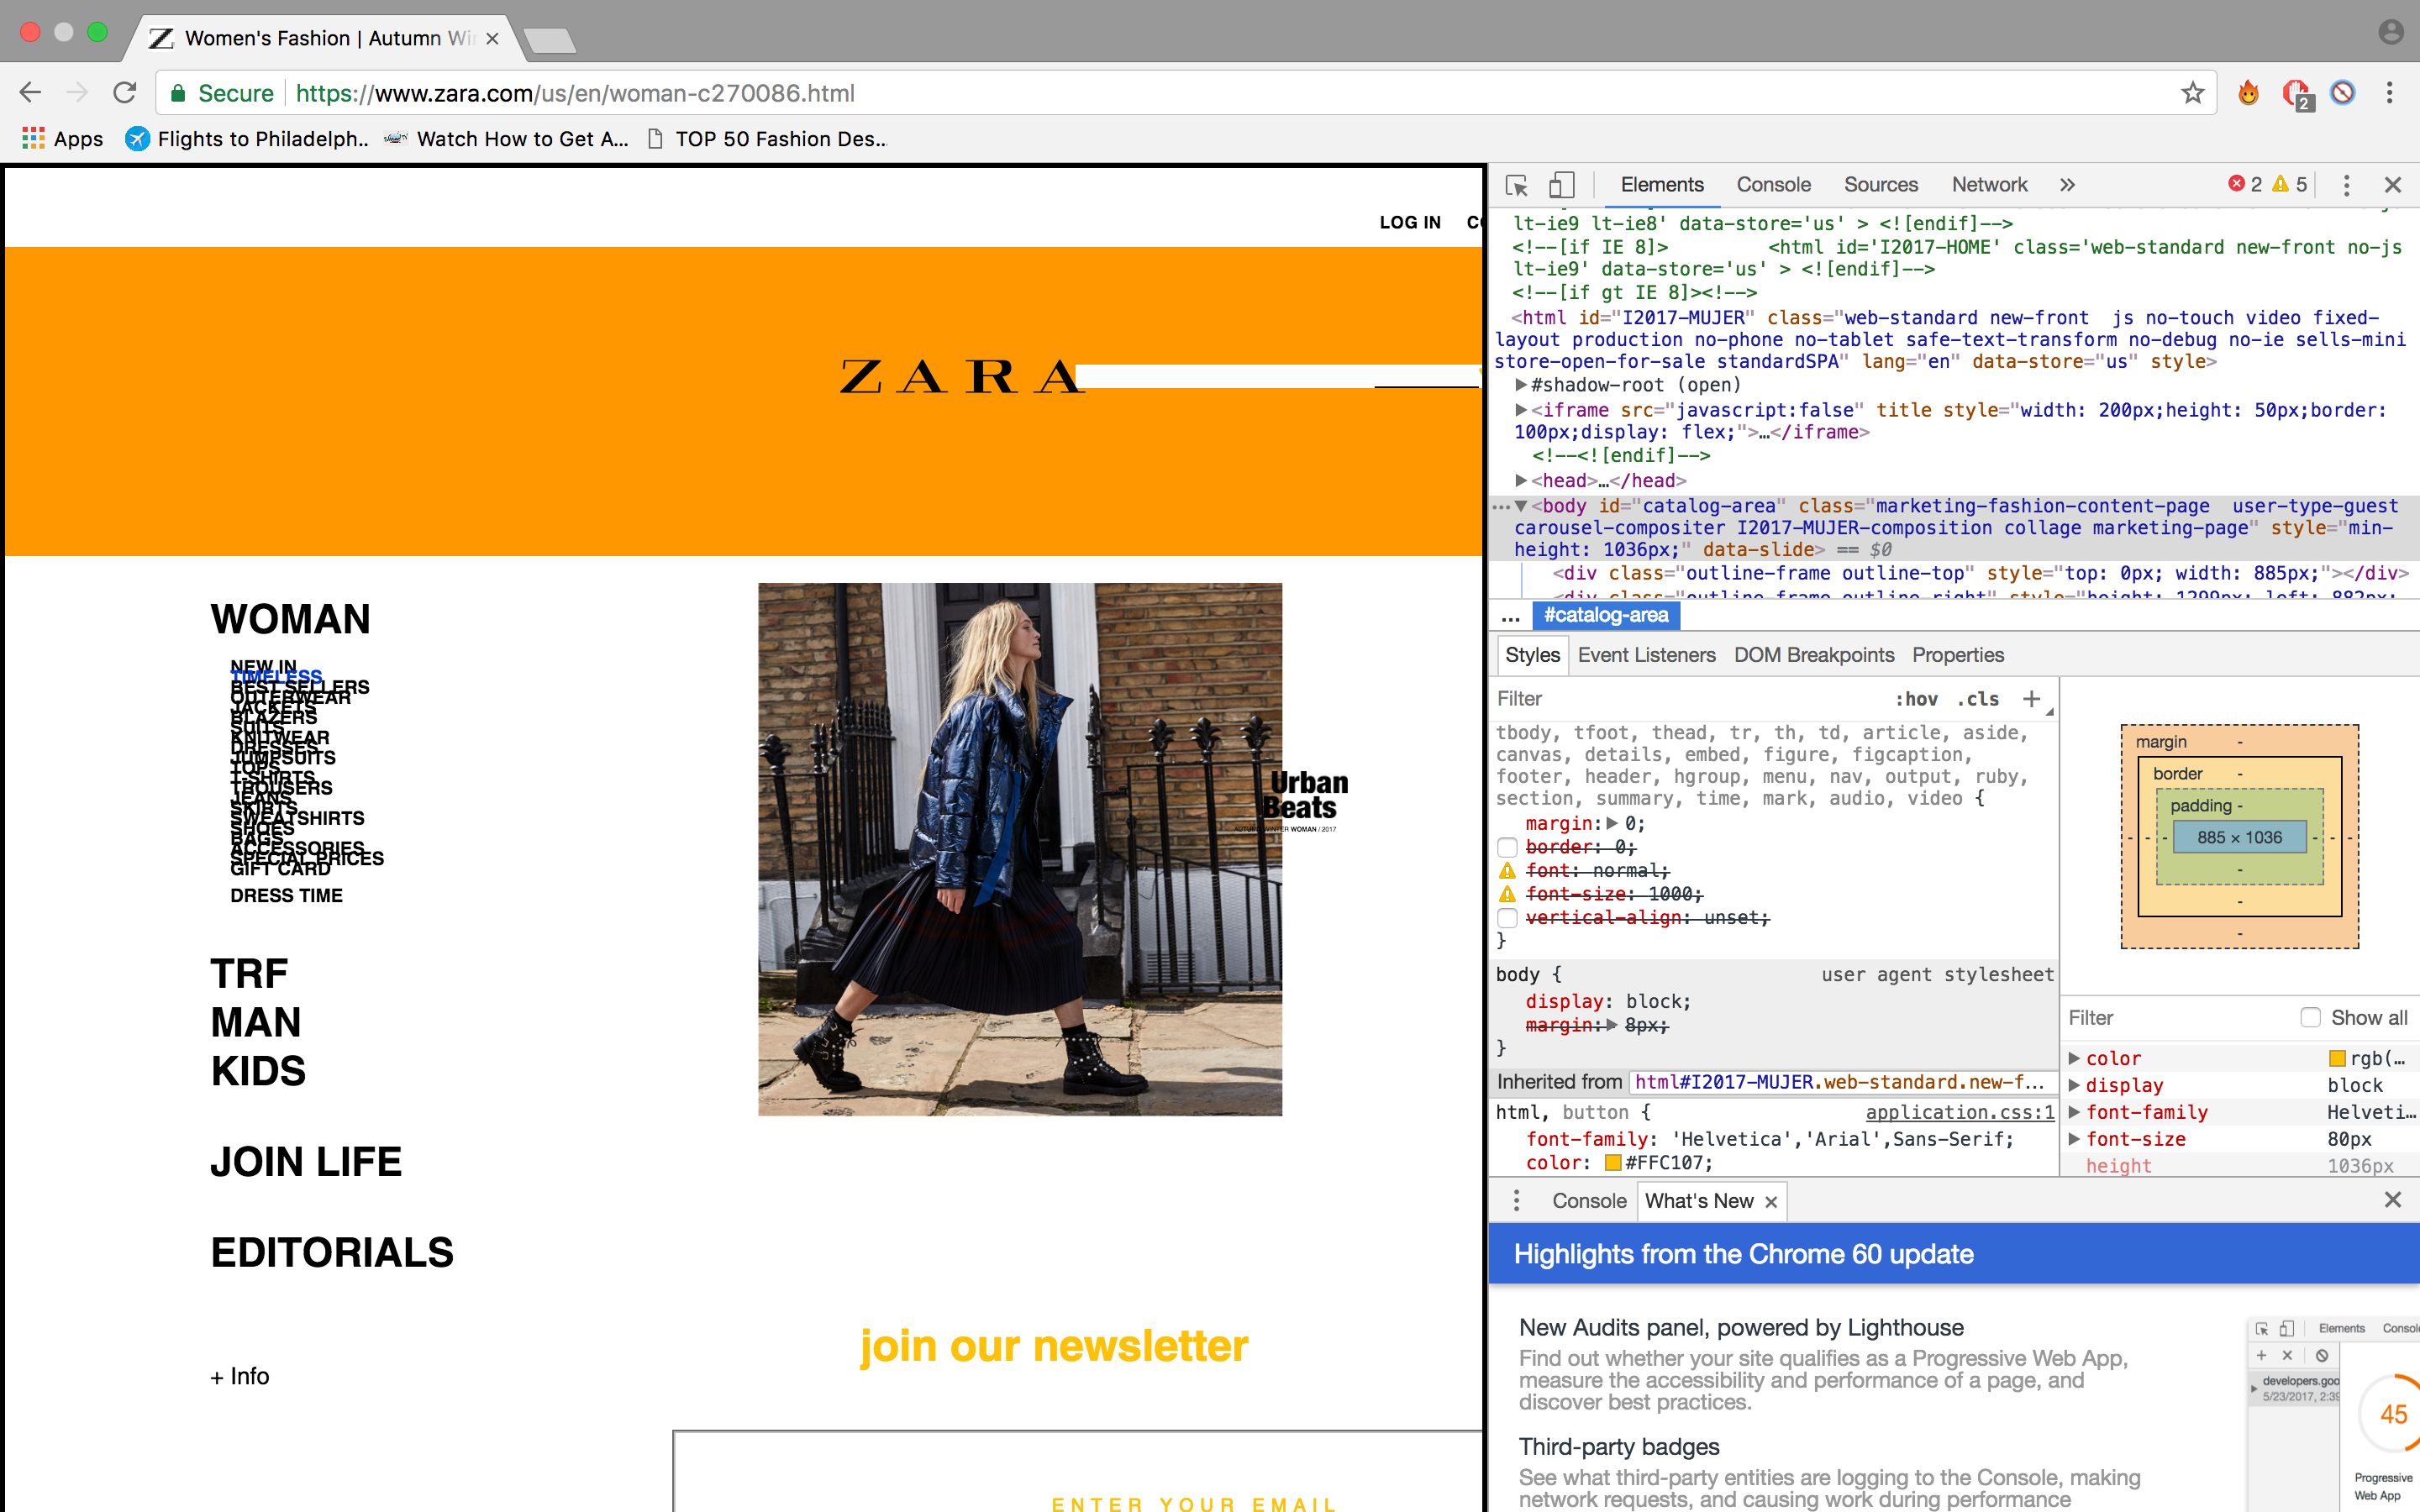 Women's Fashion | Autumn Wi
Secure https://www.zara.com/us/en/woman-c270086.html
2
Apps Flights to Philadelph... Watch How to Get A... TOP 50 Fashion Des...
LOG IN
ZARA
WOMAN
NEW IN
TIMELESS
BEST SELLERS
OUTERWEAR
JACKETS
BLAZERS
SUITS
KNITWEAR
DRESSES
JUMPSUITS
TOPS
T-SHIRTS
TROUSERS
JEANS
SKIRTS
SWEATSHIRTS
SHOES
BAGS
ACCESSORIES
SPECIAL PRICES
GIFT CARD
DRESS TIME
TRF
MAN
KIDS
JOIN LIFE
EDITORIALS
+ Info
Urban
Beats
WOMAN / 2017
join our newsletter
ENTER YOUR EMAIL
Elements Console Sources Network » 2 5
lt-ie9 lt-ie8' data-store='us' > <![endif]-->
<!--[if IE 8]> <html id='I2017-HOME' class='web-standard new-front no-js
lt-ie9' data-store='us' > <![endif]-->
<!--[if gt IE 8]><!-->
<html id="I2017-MUJER" class="web-standard new-front js no-touch video fixed-
layout production no-phone no-tablet safe-text-transform no-debug no-ie sells-mini
store-open-for-sale standardSPA" lang="en" data-store="us" style>
#shadow-root (open)
<iframe src="javascript:false" title style="width: 200px;height: 50px;border:
100px;display: flex;">…</iframe>
<!--<![endif]-->
<head>…</head>
<body id="catalog-area" class="marketing-fashion-content-page user-type-guest
carousel-compositer I2017-MUJER-composition collage marketing-page" style="min-
height: 1036px;" data-slide> == $0
<div class="outline-frame outline-top" style="top: 0px; width: 885px;"></div>
<div class="outline-frame outline-right" style="height: 1299px; left: 882px;
... #catalog-area
Styles Event Listeners DOM Breakpoints Properties
Filter :hov .cls +
tbody, tfoot, thead, tr, th, td, article, aside,
canvas, details, embed, figure, figcaption,
footer, header, hgroup, menu, nav, output, ruby,
section, summary, time, mark, audio, video {
margin: 0;
border: 0;
font: normal;
font-size: 1000;
vertical-align: unset;
}
body { user agent stylesheet
display: block;
margin: 8px;
}
Inherited from html#I2017-MUJER.web-standard.new-f…
html, button { application.css:1
font-family: 'Helvetica','Arial',Sans-Serif;
color: #FFC107;
margin -
border -
padding -
885 × 1036
Filter Show all
color rgb(…
display block
font-family Helveti…
font-size 80px
height 1036px
Console What's New
Highlights from the Chrome 60 update
New Audits panel, powered by Lighthouse
Find out whether your site qualifies as a Progressive Web App,
measure the accessibility and performance of a page, and
discover best practices.
Third-party badges
See what third-party entities are logging to the Console, making
network requests, and causing work during performance
Elements
developers.goo
5/23/2017, 2:39
45
Progressive
Web App